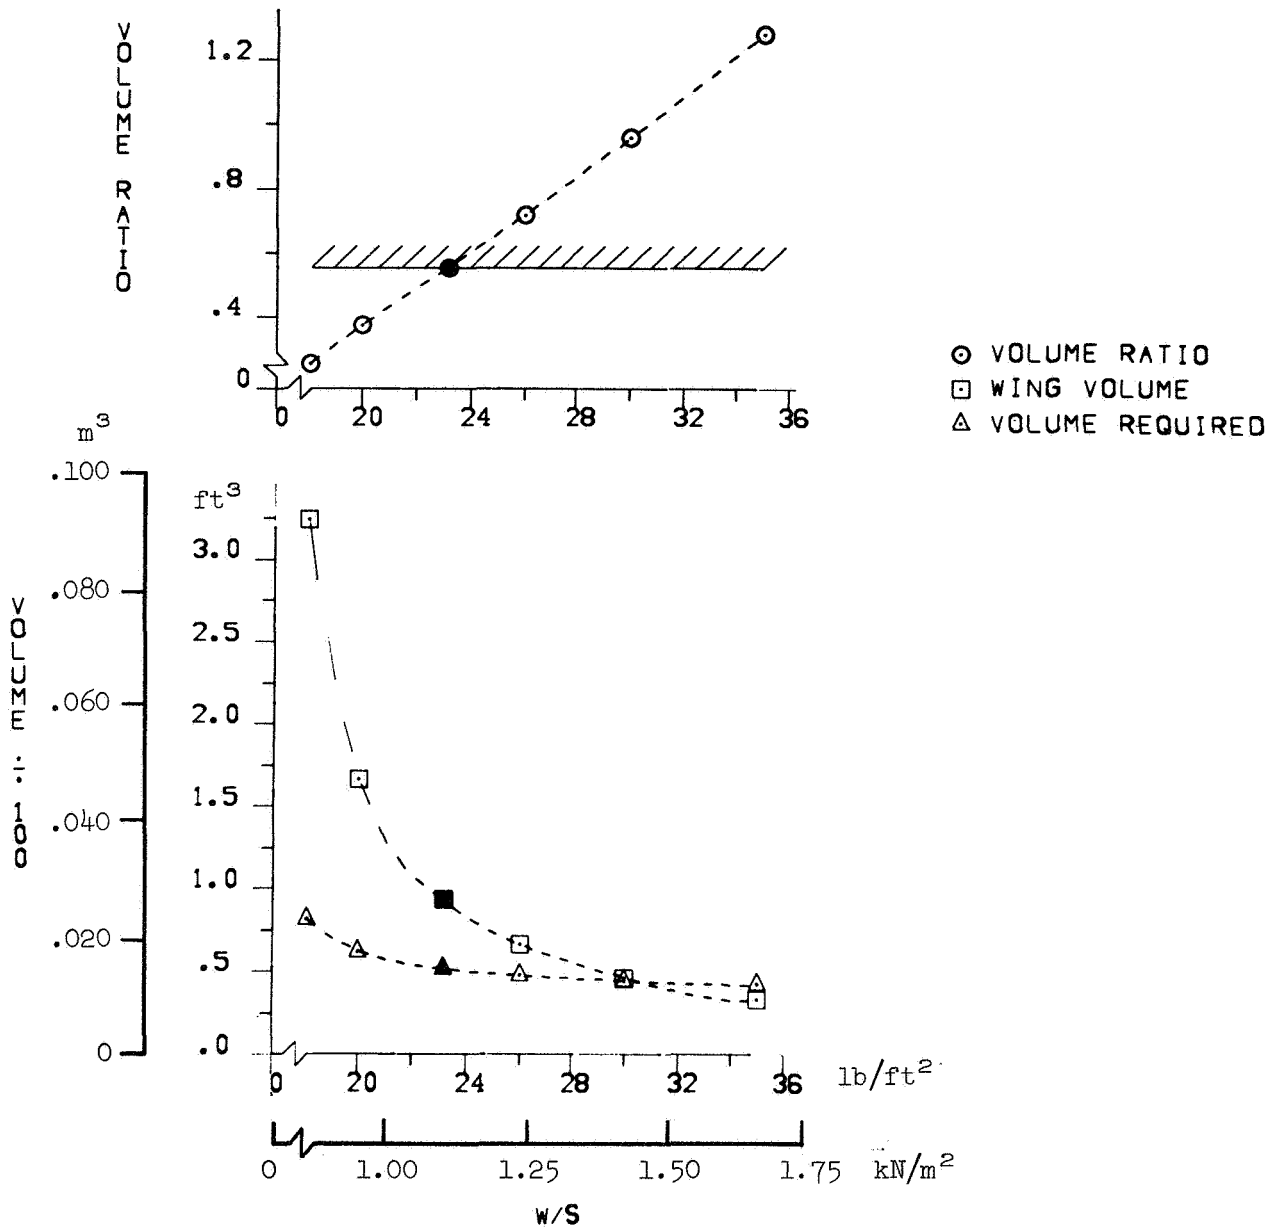 VOLUME RATIO
1.2
.8
.4
0
0 20 24 28 32 36
VOLUME RATIO
WING VOLUME
VOLUME REQUIRED
m³
.100
.080
.060
.040
.020
0
VOLUME ÷ 100
ft³
3.0
2.5
2.0
1.5
1.0
.5
.0
0 20 24 28 32 36 lb/ft²
0 1.00 1.25 1.50 1.75 kN/m²
W/S